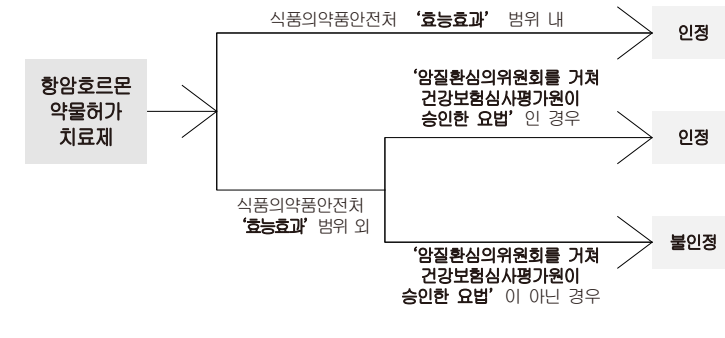 식품의약품안전처 ‘효능효과’ 범위 내
인정
항암호르몬
약물허가
치료제
‘암질환심의위원회를 거쳐
건강보험심사평가원이
승인한 요법’ 인 경우
인정
식품의약품안전처
‘효능효과’ 범위 외
불인정
‘암질환심의위원회를 거쳐
건강보험심사평가원이
승인한 요법’ 이 아닌 경우